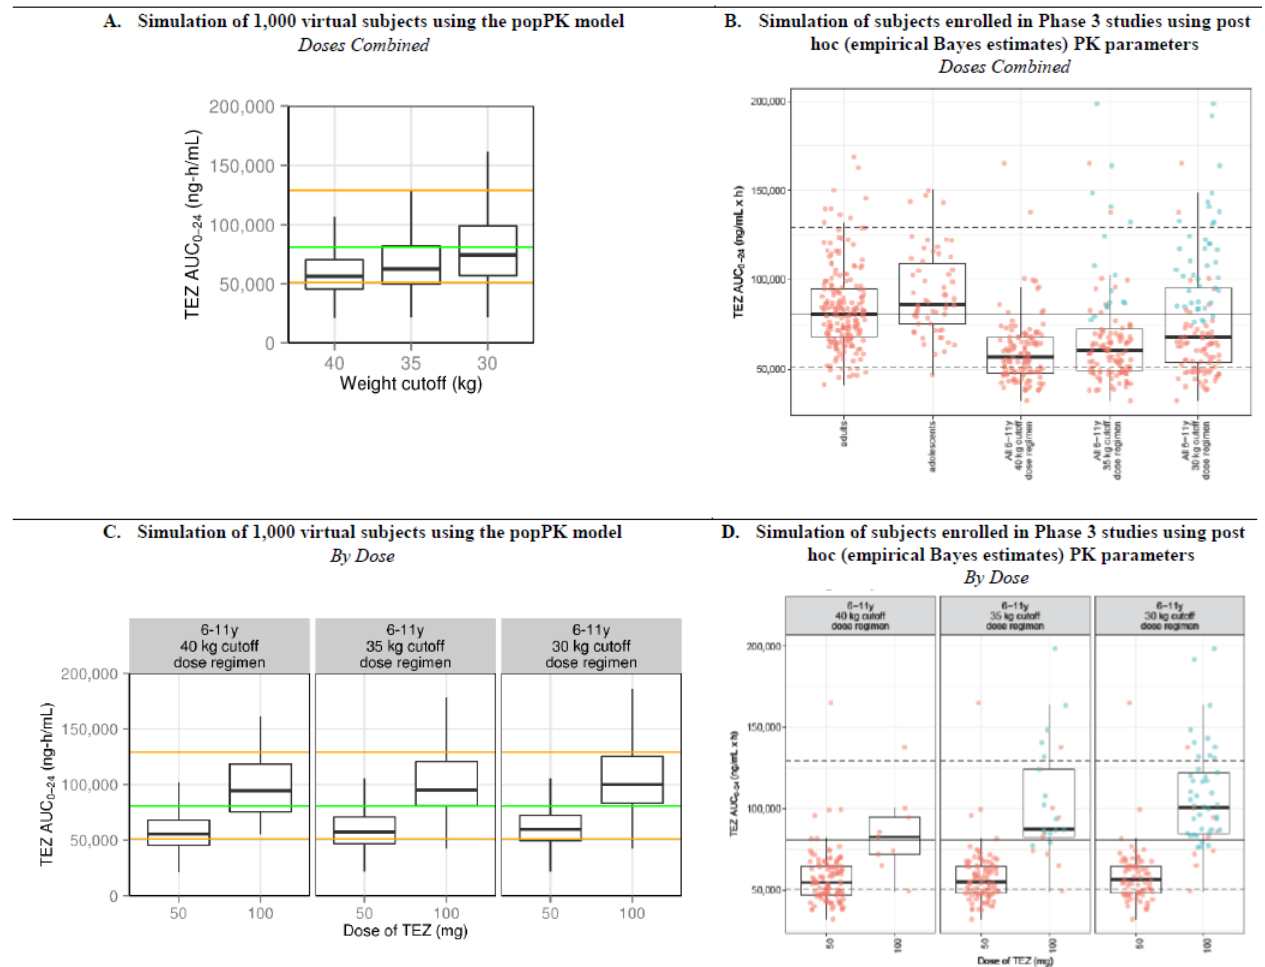 A. Simulation of 1,000 virtual subjects using the popPK model
Doses Combined
200,000
150,000
100,000
50,000
0
TEZ AUC0−24 (ng-h/mL)
40
35
30
Weight cutoff (kg)
B. Simulation of subjects enrolled in Phase 3 studies using post
hoc (empirical Bayes estimates) PK parameters
Doses Combined
200,000
150,000
100,000
50,000
TEZ AUC0−24 (ng/mL x h)
adults
adolescents
All 6−11y
40 kg cutoff
dose regimen
All 6−11y
35 kg cutoff
dose regimen
All 6−11y
30 kg cutoff
dose regimen
C. Simulation of 1,000 virtual subjects using the popPK model
By Dose
6-11y
40 kg cutoff
dose regimen
6-11y
35 kg cutoff
dose regimen
6-11y
30 kg cutoff
dose regimen
200,000
150,000
100,000
50,000
0
TEZ AUC0−24 (ng-h/mL)
50
100
50
100
50
100
Dose of TEZ (mg)
D. Simulation of subjects enrolled in Phase 3 studies using post
hoc (empirical Bayes estimates) PK parameters
By Dose
6−11y
40 kg cutoff
dose regimen
6−11y
35 kg cutoff
dose regimen
6−11y
30 kg cutoff
dose regimen
200,000
150,000
100,000
50,000
TEZ AUC0−24 (ng/mL x h)
50
100
50
100
50
100
Dose of TEZ (mg)